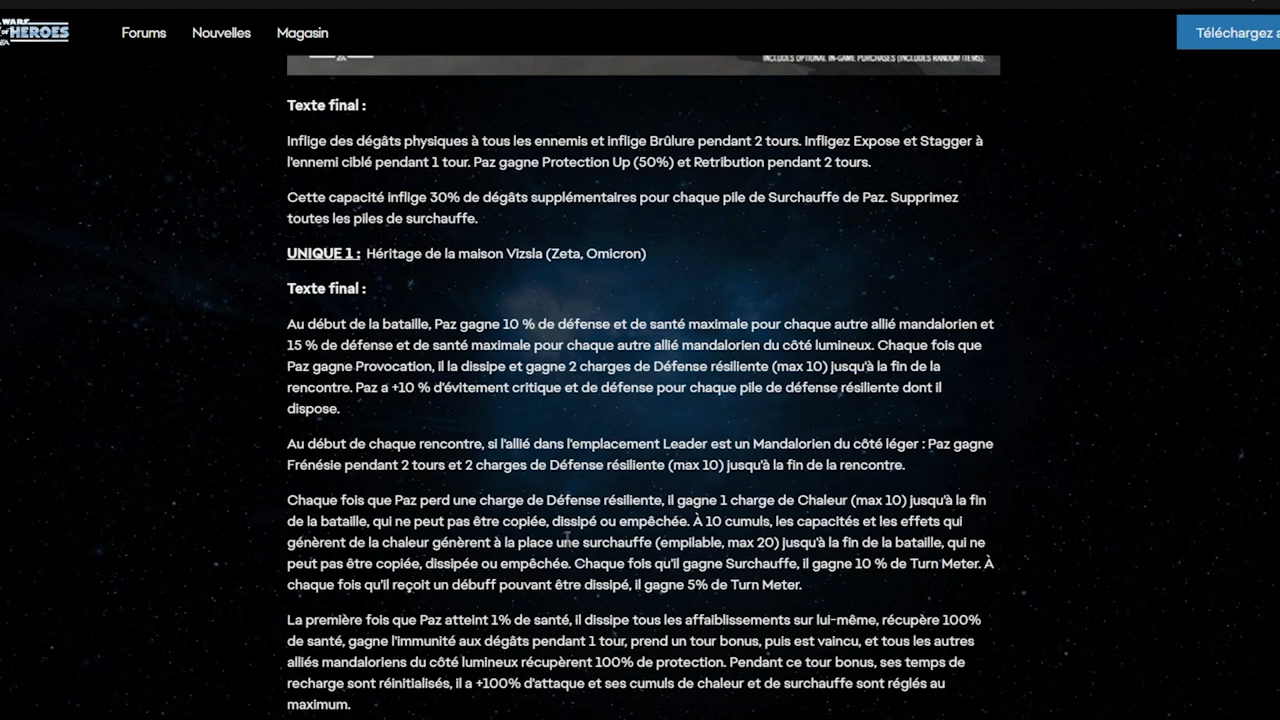 WARS
OF HEROES
EA
Forums
Nouvelles
Magasin
Téléchargez
EA
INCLUDES OPTIONAL IN-GAME PURCHASES (INCLUDES RANDOM ITEMS).
Texte final :
Inflige des dégâts physiques à tous les ennemis et inflige Brûlure pendant 2 tours. Infligez Expose et Stagger à
l'ennemi ciblé pendant 1 tour. Paz gagne Protection Up (50%) et Retribution pendant 2 tours.
Cette capacité inflige 30% de dégâts supplémentaires pour chaque pile de Surchauffe de Paz. Supprimez
toutes les piles de surchauffe.
UNIQUE 1 : Héritage de la maison Vizsla (Zeta, Omicron)
Texte final :
Au début de la bataille, Paz gagne 10 % de défense et de santé maximale pour chaque autre allié mandalorien et
15 % de défense et de santé maximale pour chaque autre allié mandalorien du côté lumineux. Chaque fois que
Paz gagne Provocation, il la dissipe et gagne 2 charges de Défense résiliente (max 10) jusqu'à la fin de la
rencontre. Paz a +10 % d'évitement critique et de défense pour chaque pile de défense résiliente dont il
dispose.
Au début de chaque rencontre, si l'allié dans l'emplacement Leader est un Mandalorien du côté léger : Paz gagne
Frénésie pendant 2 tours et 2 charges de Défense résiliente (max 10) jusqu'à la fin de la rencontre.
Chaque fois que Paz perd une charge de Défense résiliente, il gagne 1 charge de Chaleur (max 10) jusqu'à la fin
de la bataille, qui ne peut pas être copiée, dissipé ou empêchée. À 10 cumuls, les capacités et les effets qui
génèrent de la chaleur génèrent à la place une surchauffe (empilable, max 20) jusqu'à la fin de la bataille, qui ne
peut pas être copiée, dissipée ou empêchée. Chaque fois qu'il gagne Surchauffe, il gagne 10 % de Turn Meter. À
chaque fois qu'il reçoit un débuff pouvant être dissipé, il gagne 5% de Turn Meter.
La première fois que Paz atteint 1% de santé, il dissipe tous les affaiblissements sur lui-même, récupère 100%
de santé, gagne l'immunité aux dégâts pendant 1 tour, prend un tour bonus, puis est vaincu, et tous les autres
alliés mandaloriens du côté lumineux récupèrent 100% de protection. Pendant ce tour bonus, ses temps de
recharge sont réinitialisés, il a +100% d'attaque et ses cumuls de chaleur et de surchauffe sont réglés au
maximum.